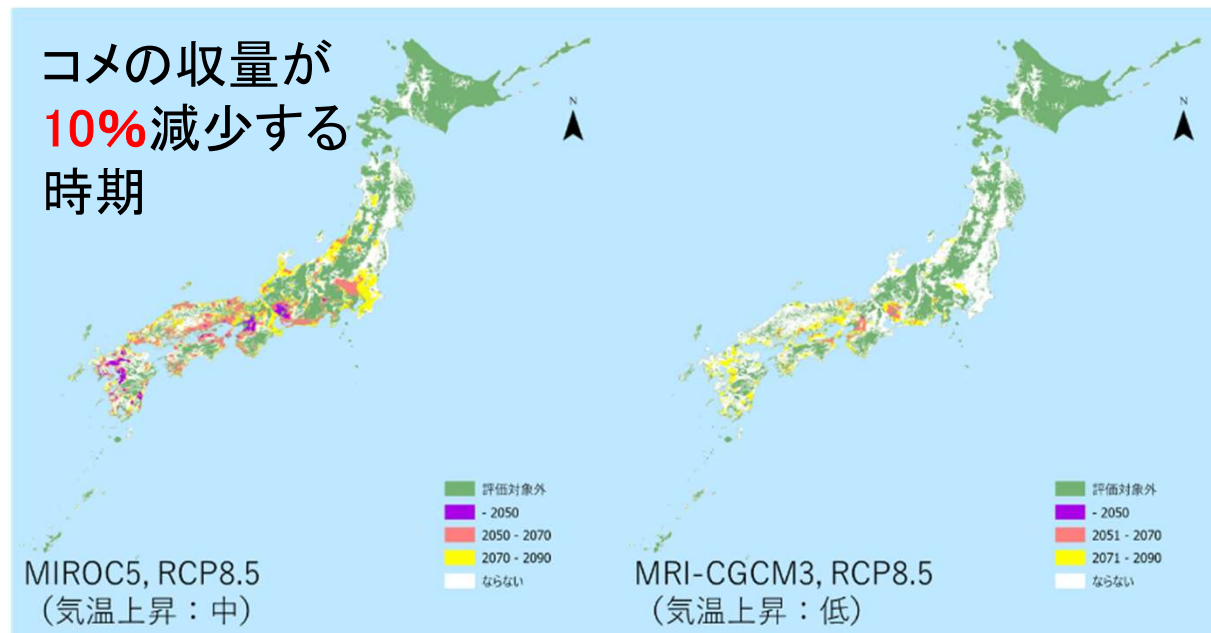 コメの収量が
10%減少する
時期
N
評価対象外
- 2050
2050 - 2070
2070 - 2090
ならない
MIROC5, RCP8.5
（気温上昇：中）
N
評価対象外
- 2050
2051 - 2070
2071 - 2090
ならない
MRI-CGCM3, RCP8.5
（気温上昇：低）